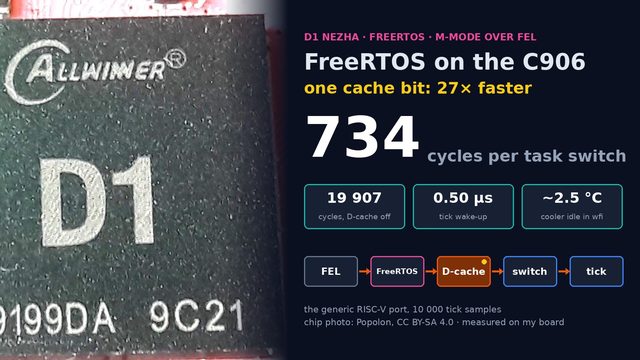 ALLWINNER®
D1
9199DA 9C21
D1 NEZHA · FREERTOS · M-MODE OVER FEL
FreeRTOS on the C906
one cache bit: 27× faster
734 cycles per task switch
19 907
cycles, D-cache off
0.50 µs
tick wake-up
~2.5 °C
cooler idle in wfi
FEL
FreeRTOS
D-cache
switch
tick
the generic RISC-V port, 10 000 tick samples
chip photo: Popolon, CC BY-SA 4.0 · measured on my board